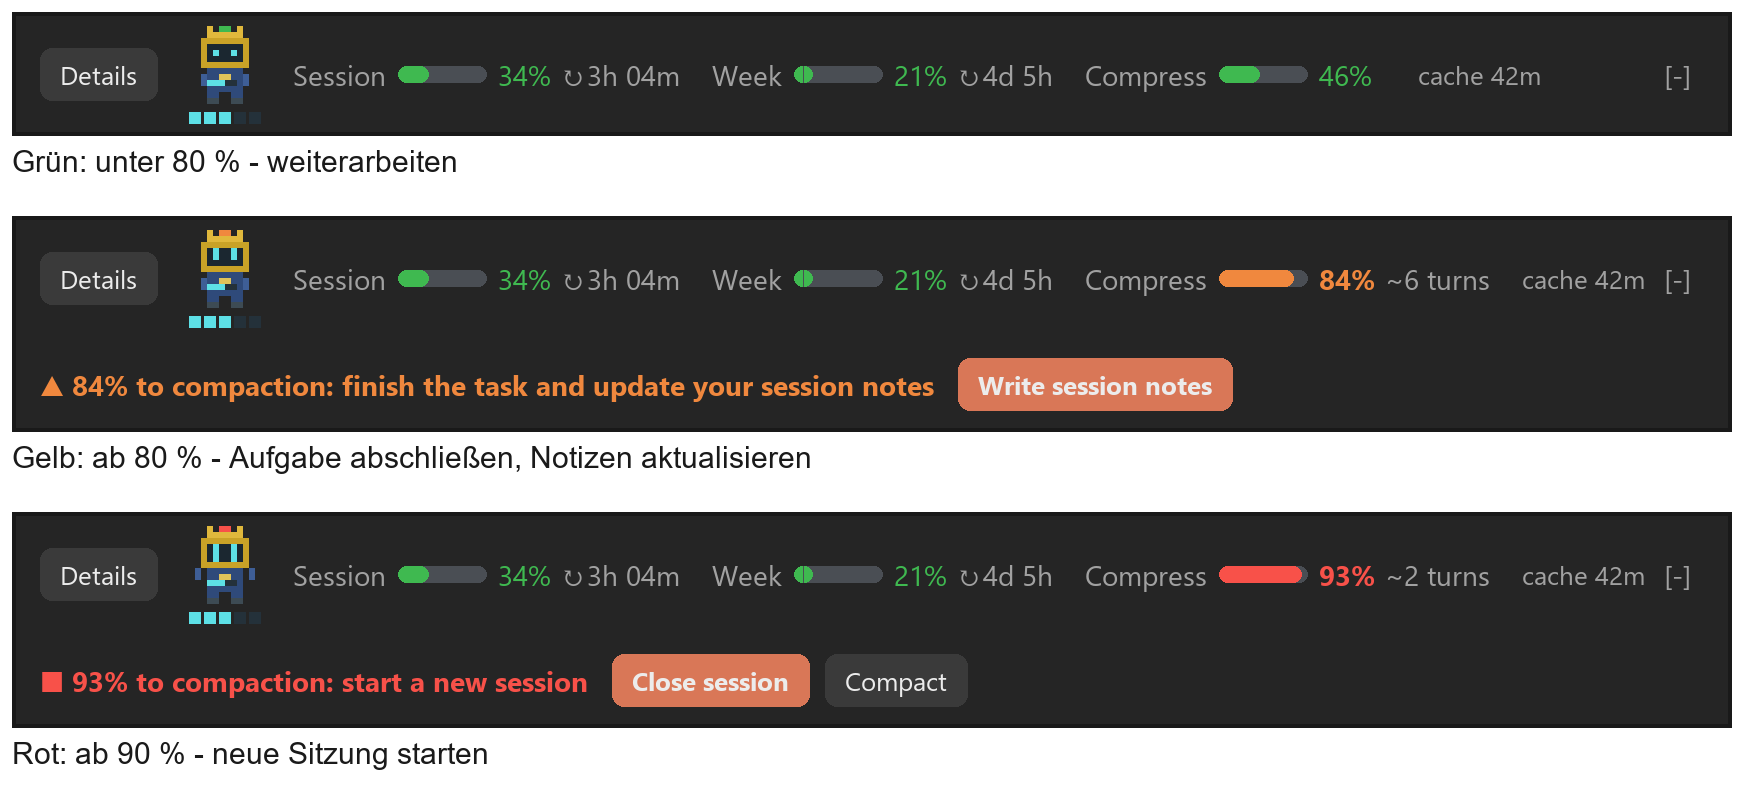 Details Session 34% ↻3h 04m Week 21% ↻4d 5h Compress 46% cache 42m [-]
Grün: unter 80 % - weiterarbeiten
Details Session 34% ↻3h 04m Week 21% ↻4d 5h Compress 84% ~6 turns cache 42m [-]
▲ 84% to compaction: finish the task and update your session notes Write session notes
Gelb: ab 80 % - Aufgabe abschließen, Notizen aktualisieren
Details Session 34% ↻3h 04m Week 21% ↻4d 5h Compress 93% ~2 turns cache 42m [-]
■ 93% to compaction: start a new session Close session Compact
Rot: ab 90 % - neue Sitzung starten